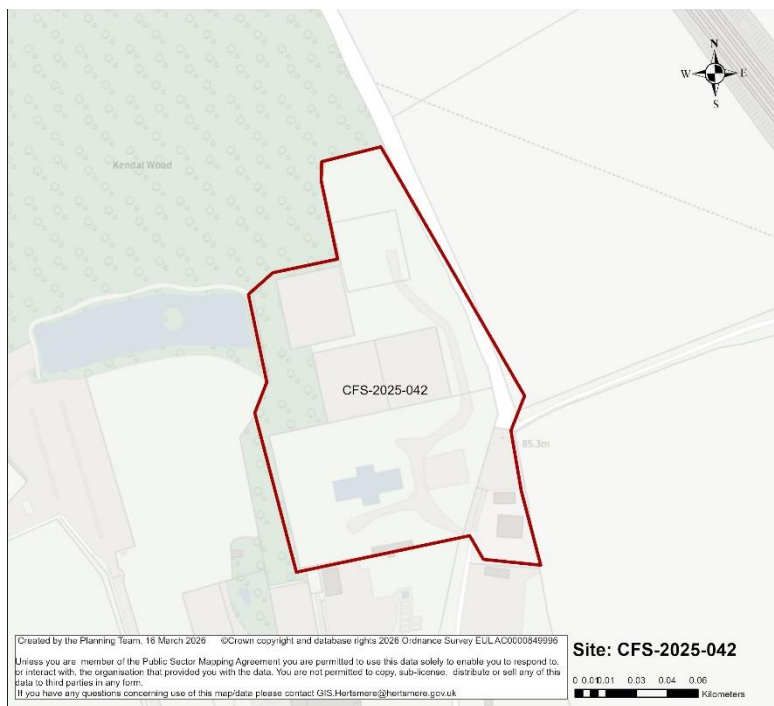 N
W E
S
Kendal Wood
CFS-2025-042
85.3m
Created by the Planning Team, 16 March 2026 ©Crown copyright and database rights 2026 Ordnance Survey EUL AC0000849996
Unless you are member of the Public Sector Mapping Agreement you are permitted to use this data solely to enable you to respond to, or interact with, the organisation that provided you with the data. You are not permitted to copy, sub-license, distribute or sell any of this data to third parties in any form.
If you have any questions concerning use of this map/data please contact GIS.Hertsmere@hertsmere.gov.uk
Site: CFS-2025-042
0 0.01 0.01 0.03 0.04 0.06
Kilometers